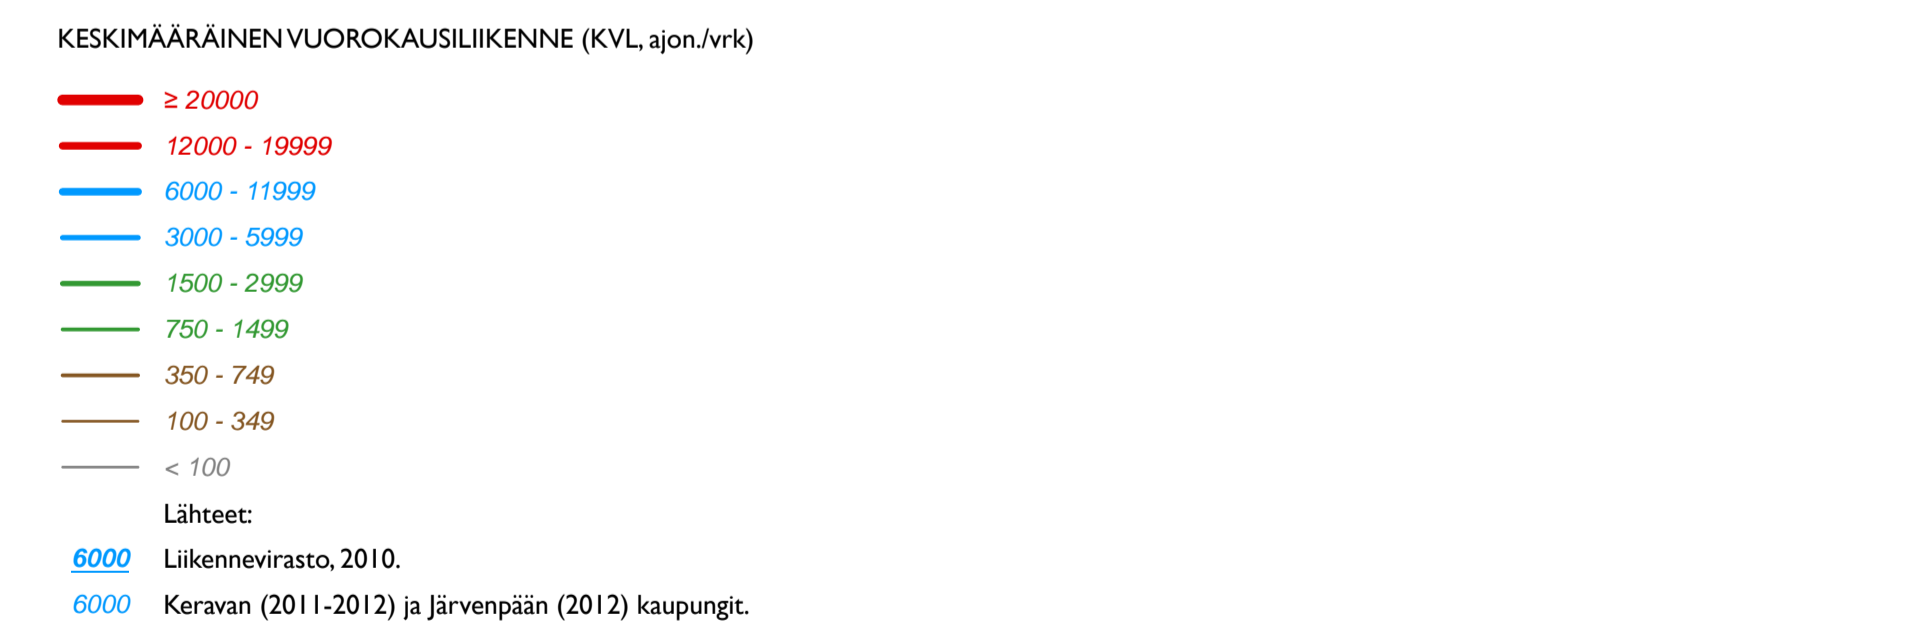 KESKIMÄÄRÄINEN VUOROKAUSILIIKENNE (KVL, ajon./vrk)
≥ 20000
12000 - 19999
6000 - 11999
3000 - 5999
1500 - 2999
750 - 1499
350 - 749
100 - 349
< 100
Lähteet:
6000 Liikennevirasto, 2010.
6000 Keravan (2011-2012) ja Järvenpään (2012) kaupungit.